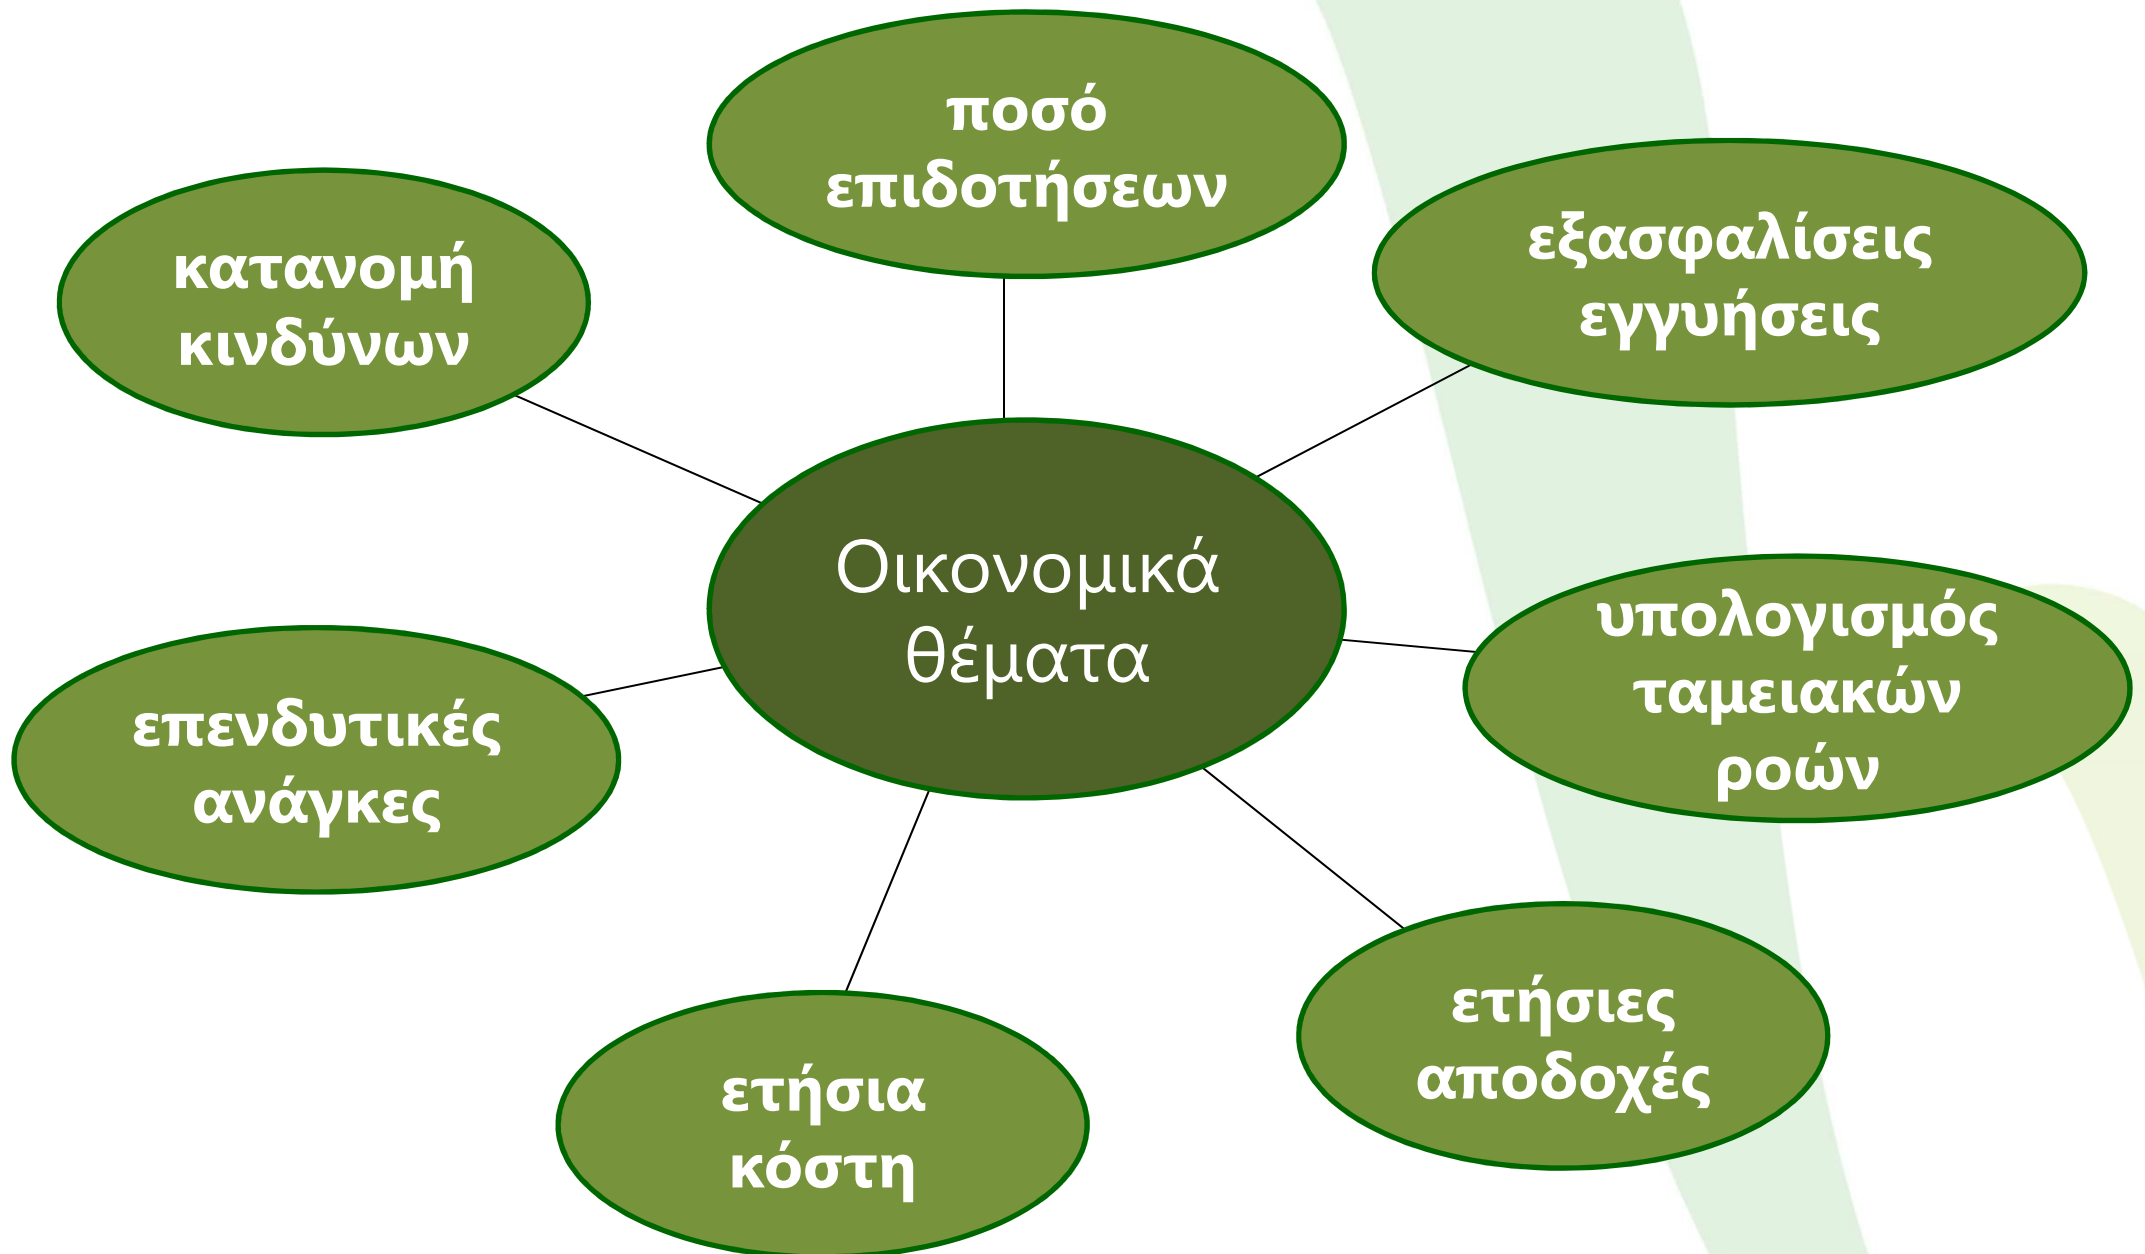 ποσό
επιδοτήσεων
εξασφαλίσεις
εγγυήσεις
κατανομή
κινδύνων
Οικονομικά
θέματα
υπολογισμός
ταμειακών
ροών
επενδυτικές
ανάγκες
ετήσιες
αποδοχές
ετήσια
κόστη